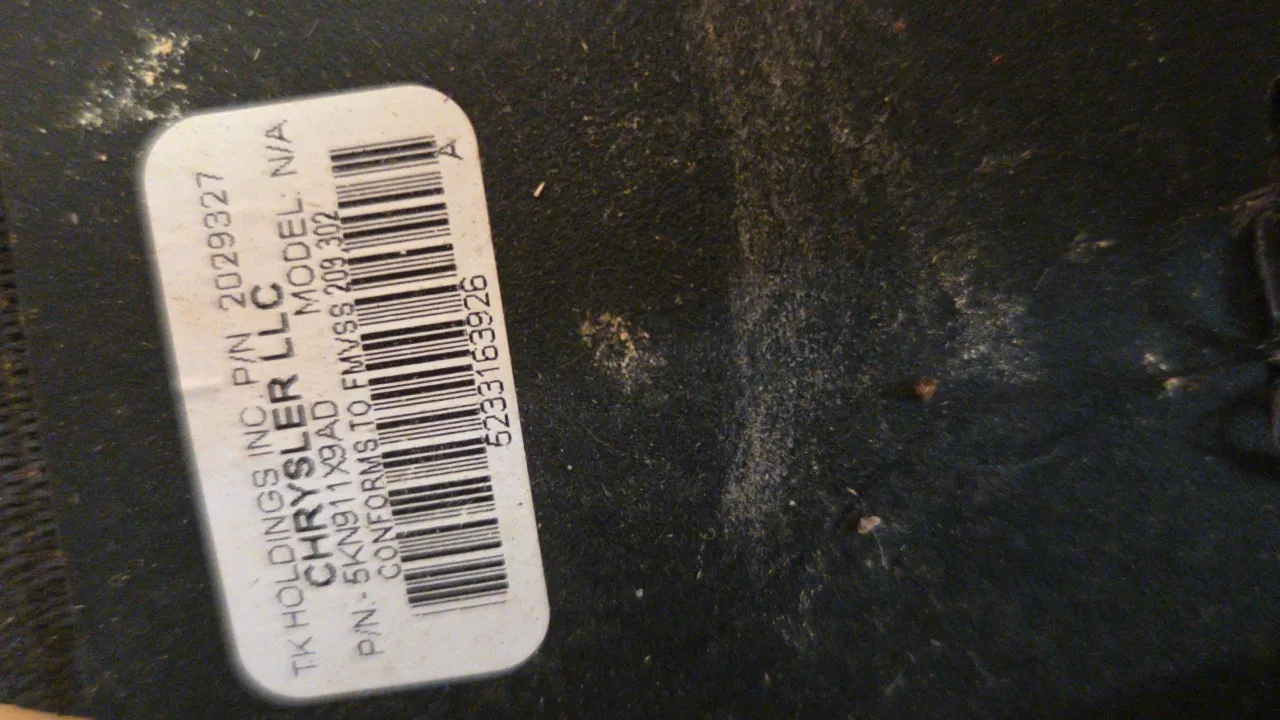 TK HOLDINGS INC. P/N 2029327
CHRYSLER LLC
P/N.- 5KN911X9AD MODEL: N/A
CONFORMS TO FMVSS 209,302
5233163926
A